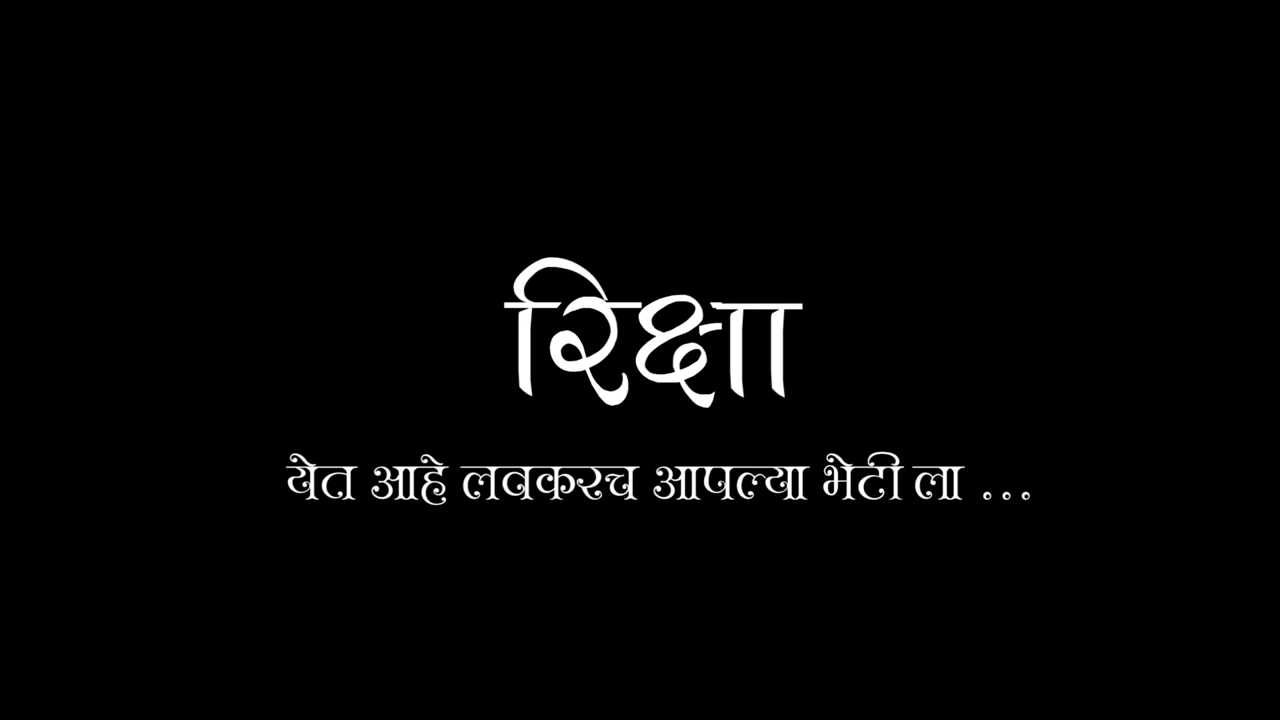 रिक्षा
येत आहे लवकरच आपल्या भेटी ला ...